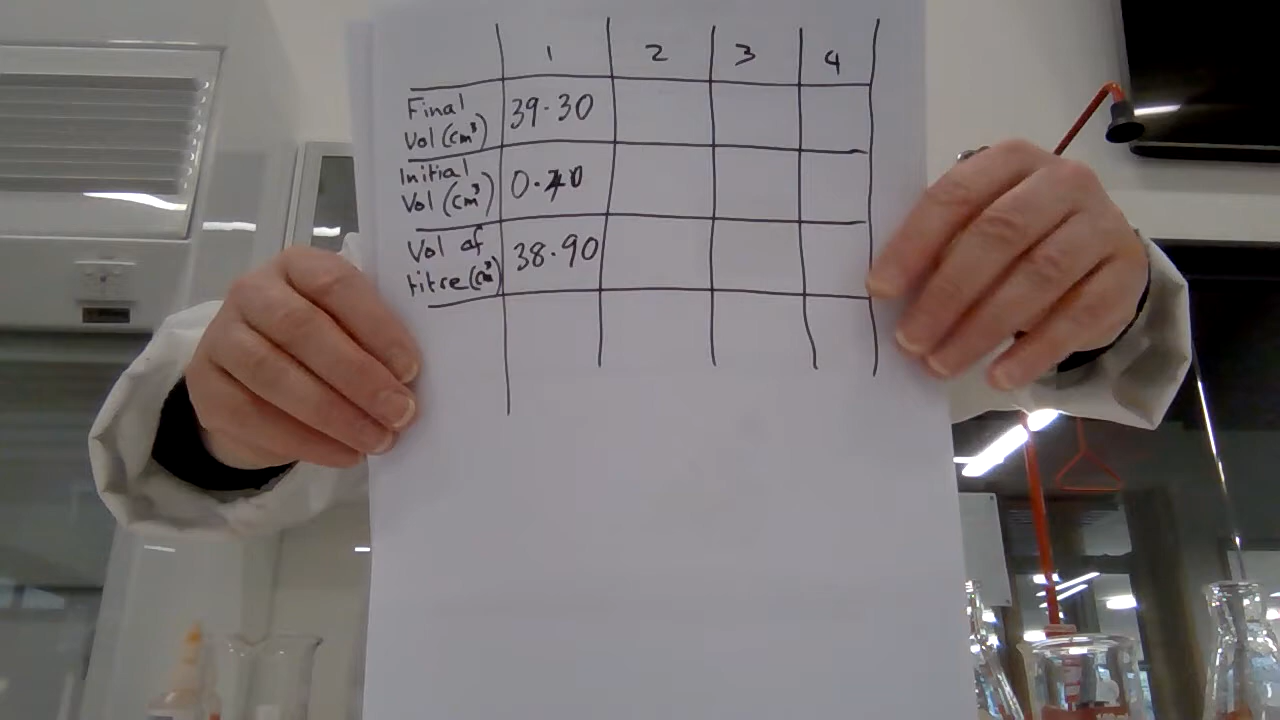 1 2 3 4
Final
Vol (cm³) 39.30
Initial
Vol (cm³) 0.40
Vol of
titre (cm³) 38.90